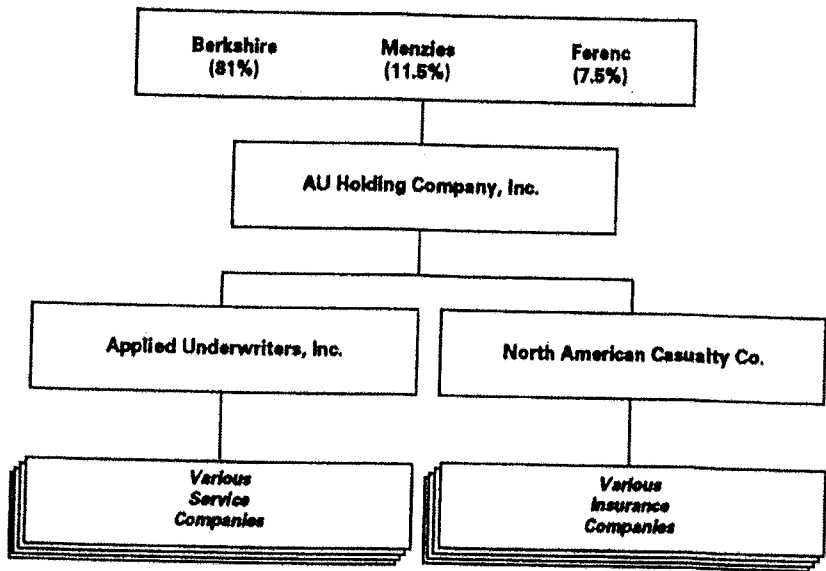 Berkshire Menzies Ferenc
(81%) (11.5%) (7.5%)
AU Holding Company, Inc.
Applied Underwriters, Inc. North American Casualty Co.
Various Various
Service Insurance
Companies Companies